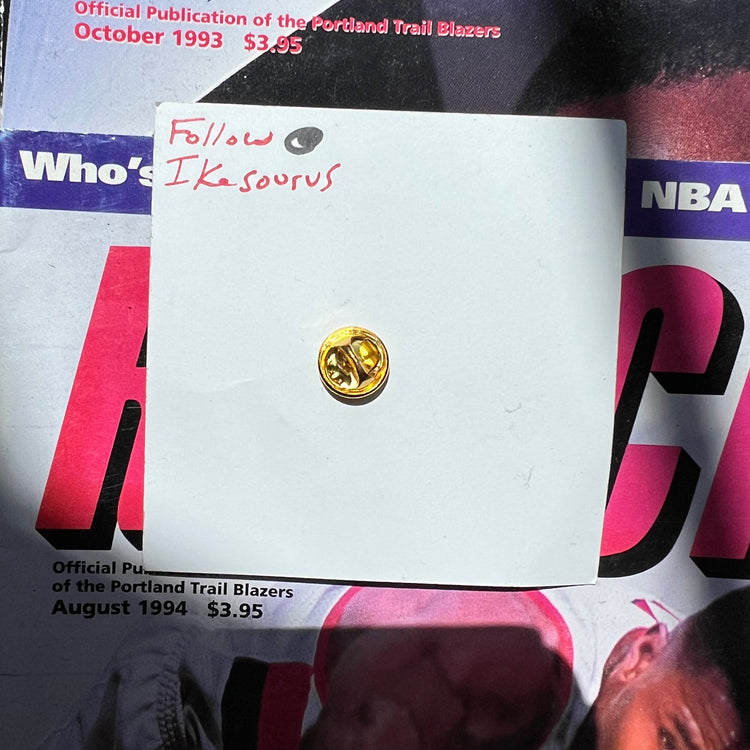 Official Publication of the Portland Trail Blazers
October 1993 $3.95
Follow
Ikesourus
Who's
NBA
Official Pu
of the Portland Trail Blazers
August 1994 $3.95